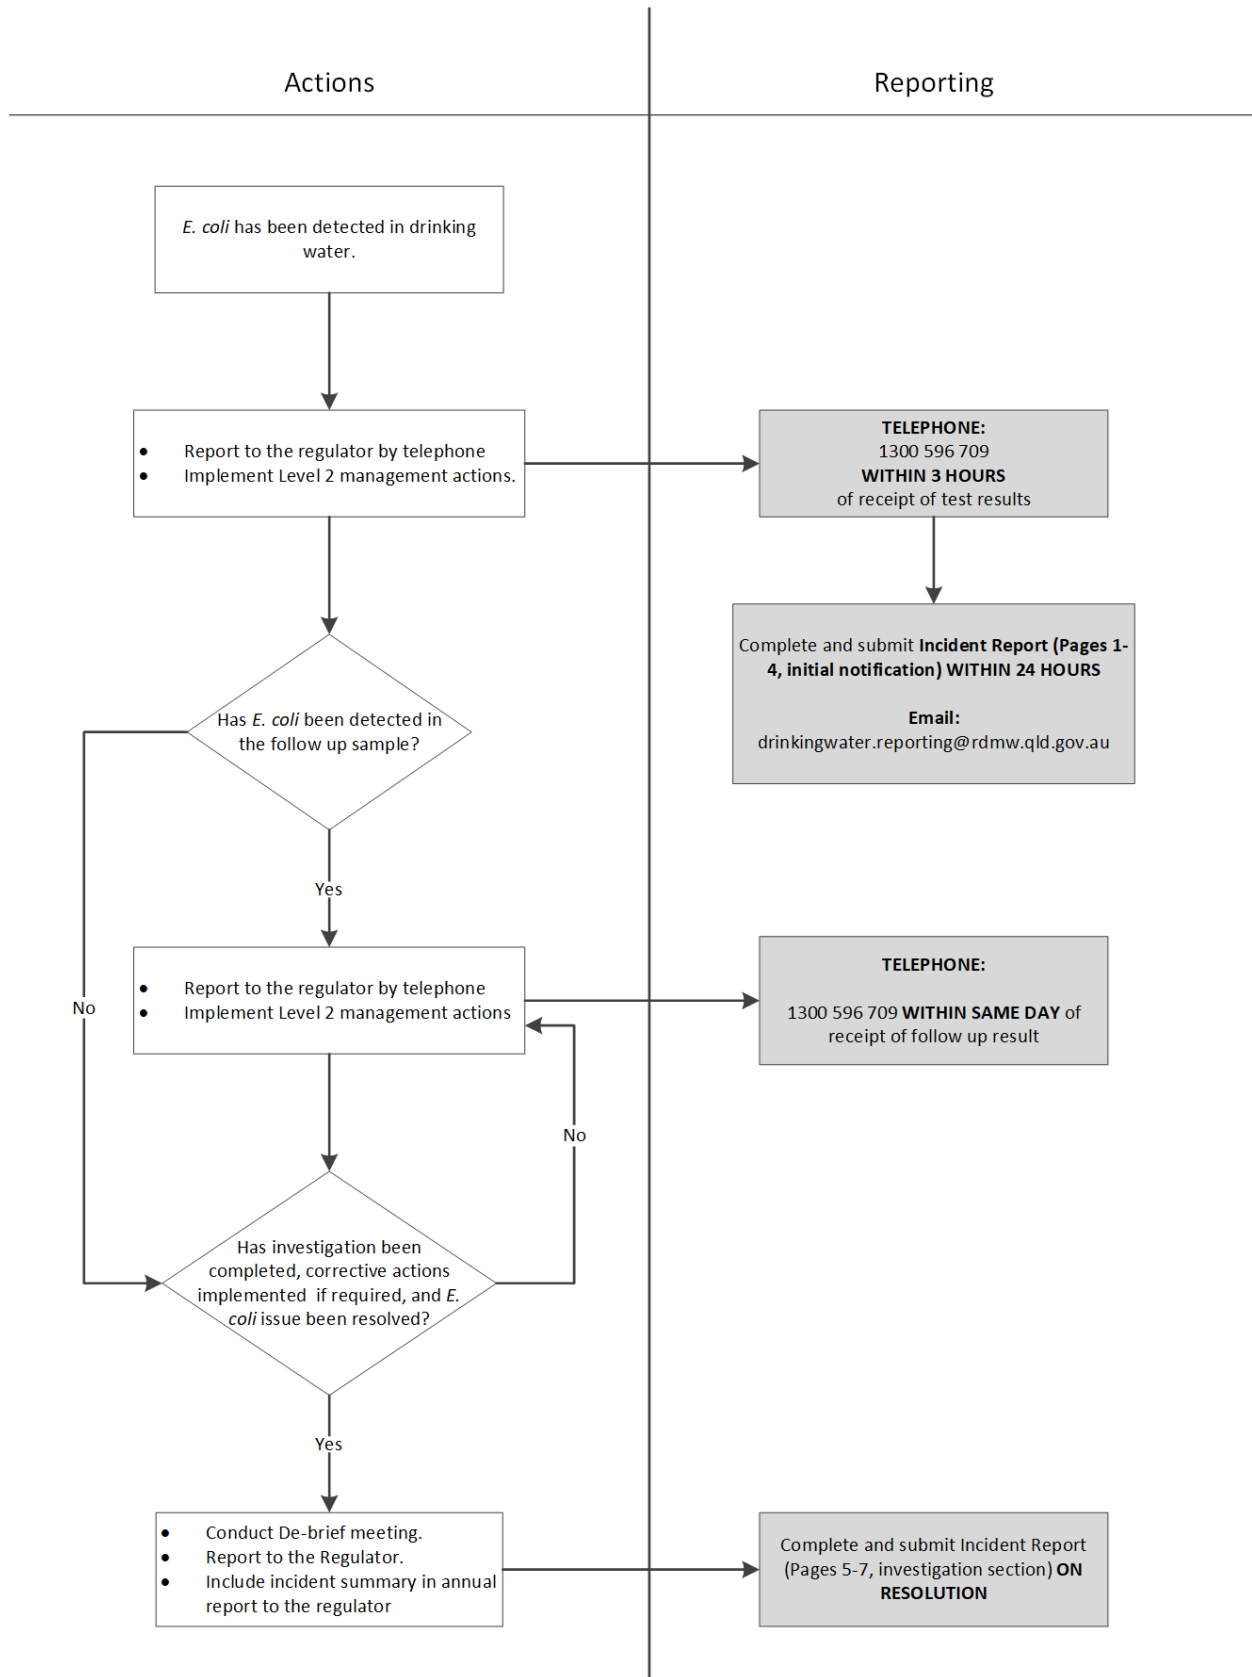 Actions
Reporting
E. coli has been detected in drinking
water.
• Report to the regulator by telephone
• Implement Level 2 management actions.
TELEPHONE:
1300 596 709
WITHIN 3 HOURS
of receipt of test results
Complete and submit Incident Report (Pages 1-
4, initial notification) WITHIN 24 HOURS
Email:
drinkingwater.reporting@rdmw.qld.gov.au
Has E. coli been detected in
the follow up sample?
Yes
No
• Report to the regulator by telephone
• Implement Level 2 management actions
TELEPHONE:
1300 596 709 WITHIN SAME DAY of
receipt of follow up result
No
Has investigation been
completed, corrective actions
implemented  if required, and E.
coli issue been resolved?
Yes
• Conduct De-brief meeting.
• Report to the Regulator.
• Include incident summary in annual
report to the regulator
Complete and submit Incident Report
(Pages 5-7, investigation section) ON
RESOLUTION